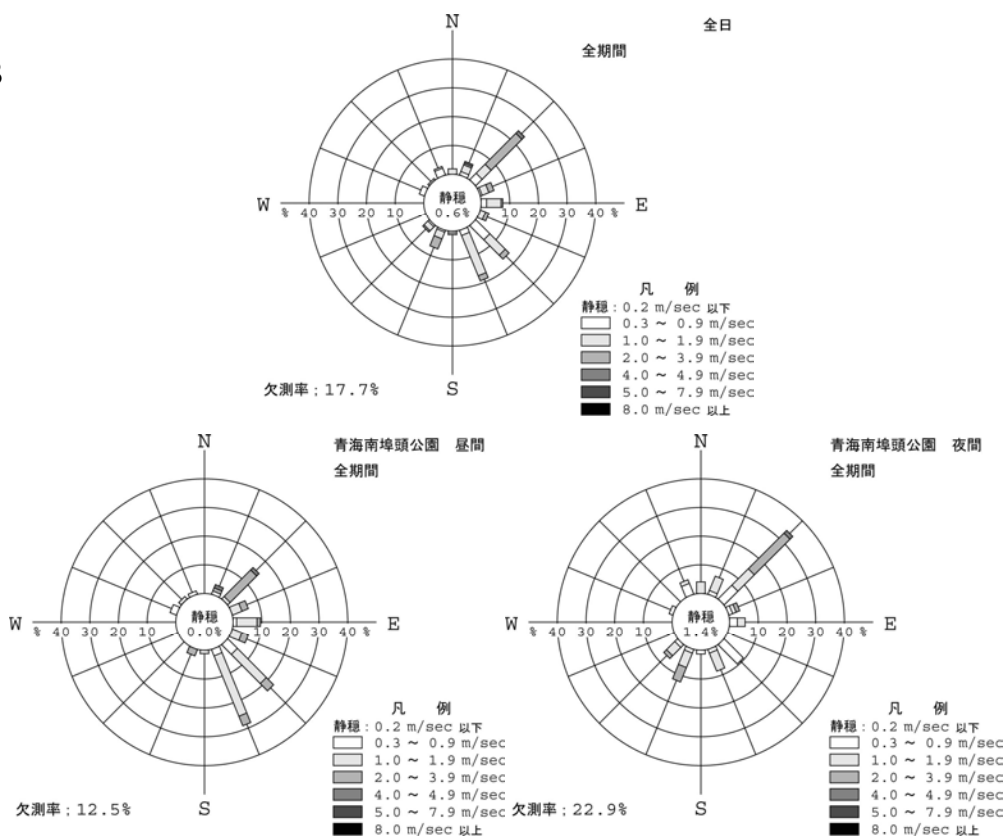 N
全日
全期間
静穏
W % 40 30 20 10 0.6% 10 20 30 40 % E
凡 例
静穏:0.2 m/sec 以下
0.3 ～ 0.9 m/sec
1.0 ～ 1.9 m/sec
2.0 ～ 3.9 m/sec
4.0 ～ 4.9 m/sec
5.0 ～ 7.9 m/sec
8.0 m/sec 以上
欠測率;17.7%
S
N
青海南埠頭公園 昼間
全期間
静穏
W % 40 30 20 10 0.0% 10 20 30 40 % E
凡 例
静穏:0.2 m/sec 以下
0.3 ～ 0.9 m/sec
1.0 ～ 1.9 m/sec
2.0 ～ 3.9 m/sec
4.0 ～ 4.9 m/sec
5.0 ～ 7.9 m/sec
8.0 m/sec 以上
欠測率;12.5%
S
N
青海南埠頭公園 夜間
全期間
静穏
W % 40 30 20 10 1.4% 10 20 30 40 % E
凡 例
静穏:0.2 m/sec 以下
0.3 ～ 0.9 m/sec
1.0 ～ 1.9 m/sec
2.0 ～ 3.9 m/sec
4.0 ～ 4.9 m/sec
5.0 ～ 7.9 m/sec
8.0 m/sec 以上
欠測率;22.9%
S